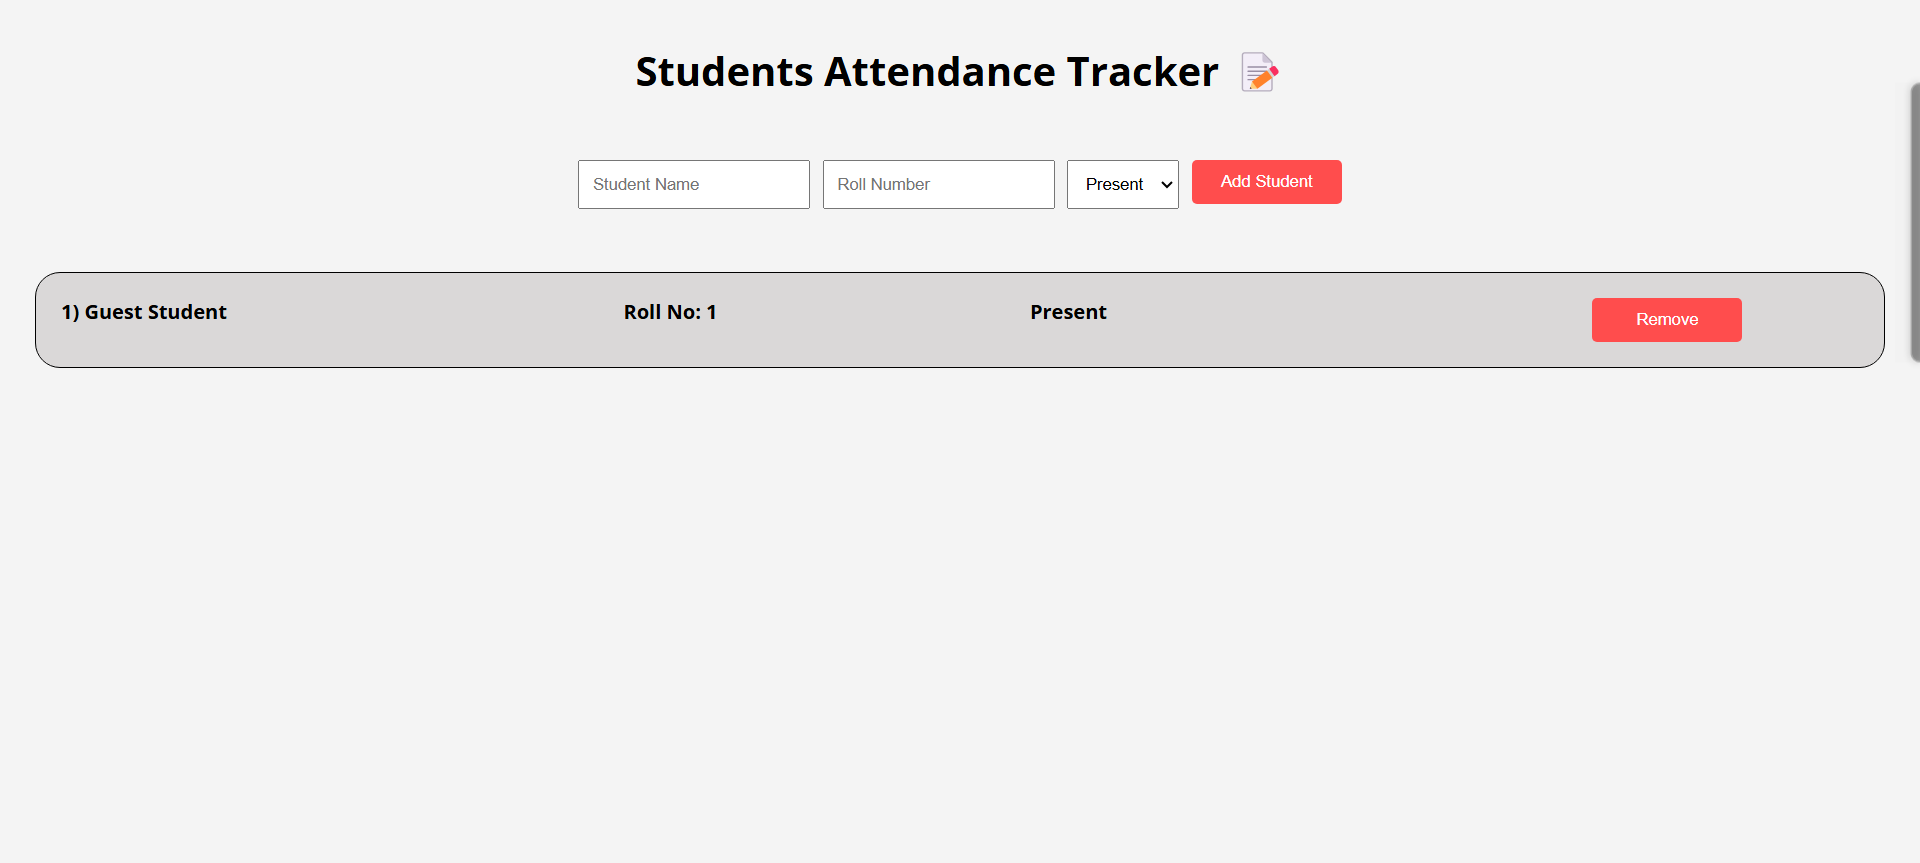 Students Attendance Tracker 📝
Student Name Roll Number Present Add Student
1) Guest Student Roll No: 1 Present Remove